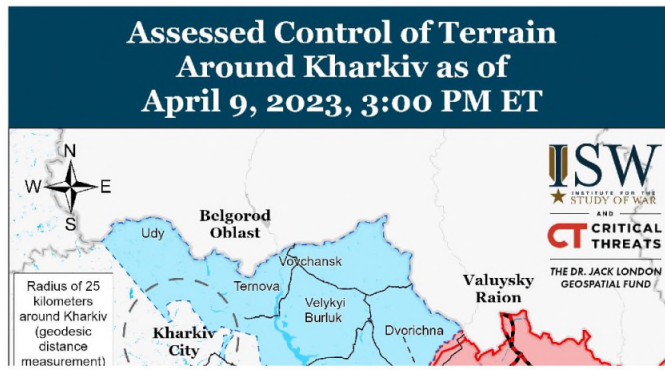 Assessed Control of Terrain
Around Kharkiv as of
April 9, 2023, 3:00 PM ET
N
W E
S
ISW
INSTITUTE FOR THE
STUDY OF WAR
AND
CT CRITICAL
THREATS
THE DR. JACK LONDON
GEOSPATIAL FUND
Belgorod
Oblast
Udy
Vovchansk
Ternova
Velykyi
Burluk
Dvorichna
Valuysky
Raion
Radius of 25
kilometers
around Kharkiv
(geodesic
distance
measurement)
Kharkiv
City